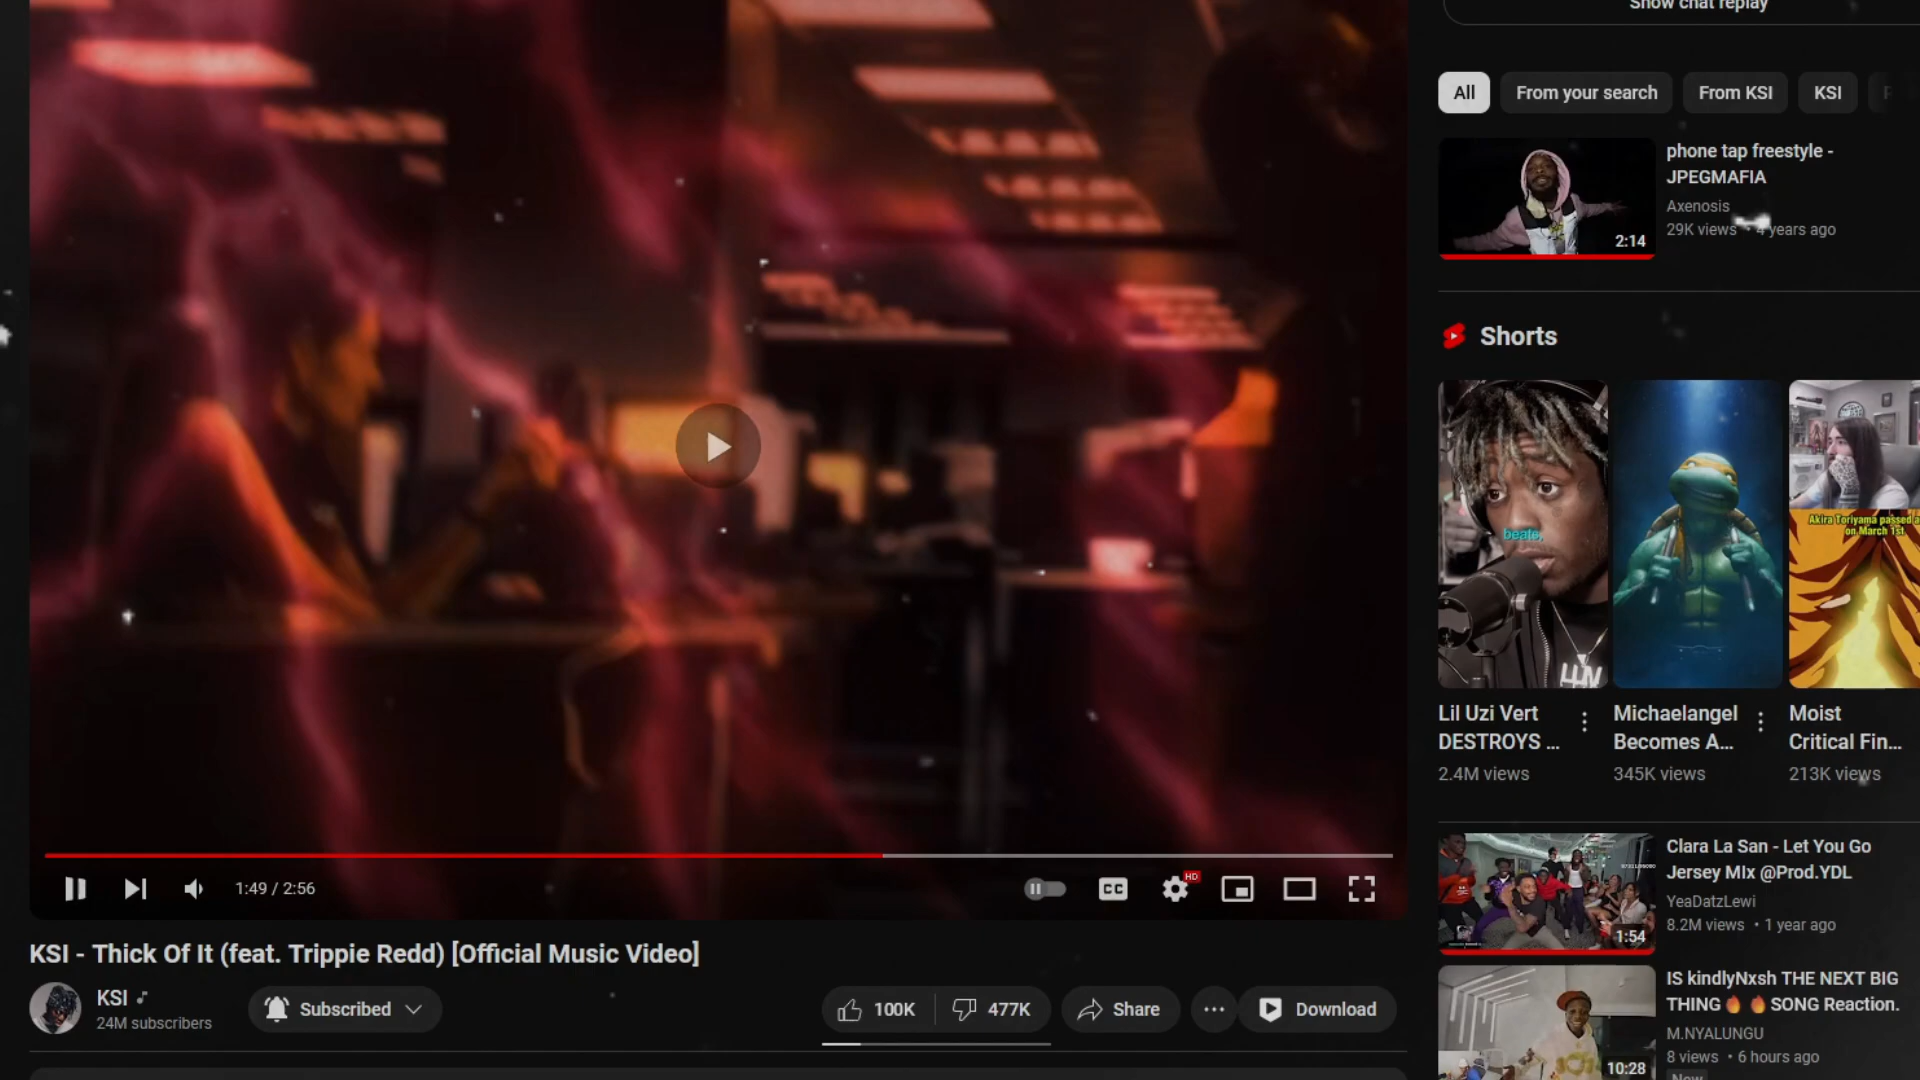 Show chat replay
All
From your search
From KSI
KSI
phone tap freestyle -
JPEGMAFIA
Axenosis
29K views • 4 years ago
2:14
Shorts
beats,
Akira Toriyama passed a
on March 1st
Lil Uzi Vert
DESTROYS ...
2.4M views
Michaelangel
Becomes A...
345K views
Moist
Critical Fin...
213K views
1:49 / 2:56
CC
HD
Clara La San - Let You Go
Jersey MIx @Prod.YDL
YeaDatzLewi
8.2M views • 1 year ago
1:54
KSI - Thick Of It (feat. Trippie Redd) [Official Music Video]
KSI
24M subscribers
Subscribed
100K
477K
Share
Download
IS kindlyNxsh THE NEXT BIG
THING🔥 🔥SONG Reaction.
M.NYALUNGU
8 views • 6 hours ago
10:28
New